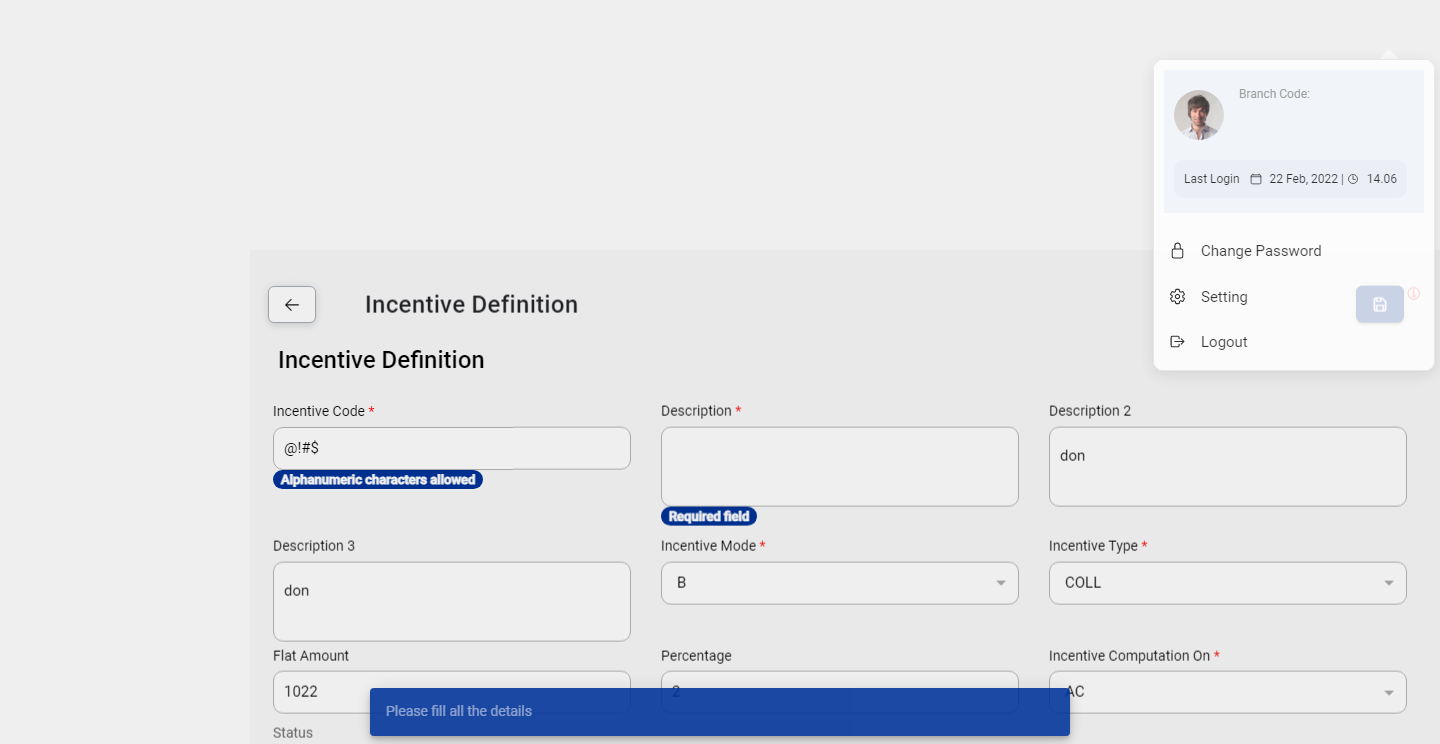 Branch Code:
Last Login 22 Feb, 2022 | 14.06
Change Password
Setting
Logout
Incentive Definition
Incentive Definition
Incentive Code * Description * Description 2
@!#$ don
Alphanumeric characters allowed
Required field
Description 3 Incentive Mode * Incentive Type *
don B COLL
Flat Amount Percentage Incentive Computation On *
1022 2 AC
Please fill all the details
Status